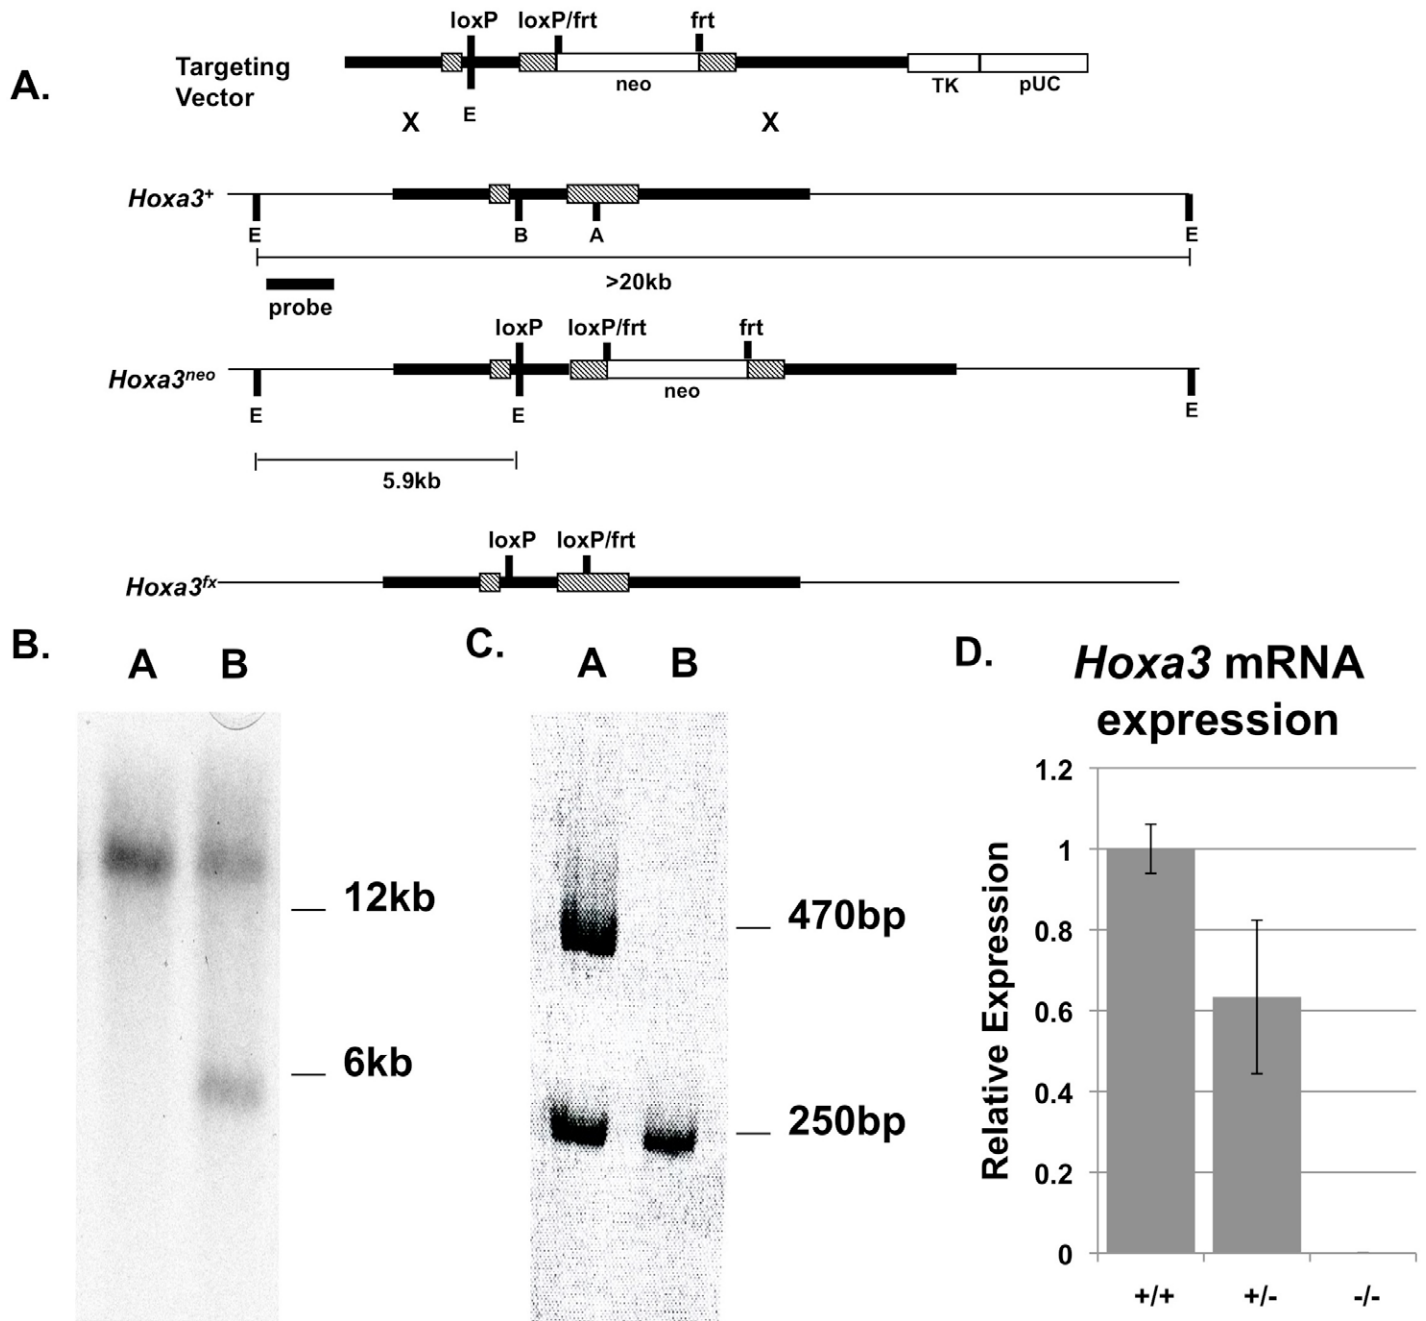 A.
Targeting
Vector
loxP loxP/frt frt
neo TK pUC
E
X X
Hoxa3+
E B A E
>20kb
probe
loxP loxP/frt frt
Hoxa3neo
neo
E E E
5.9kb
loxP loxP/frt
Hoxa3fx
B.
A B
12kb
6kb
C.
A B
470bp
250bp
D.
Hoxa3 mRNA
expression
Relative Expression
1.2
1
0.8
0.6
0.4
0.2
0
+/+ +/- -/-